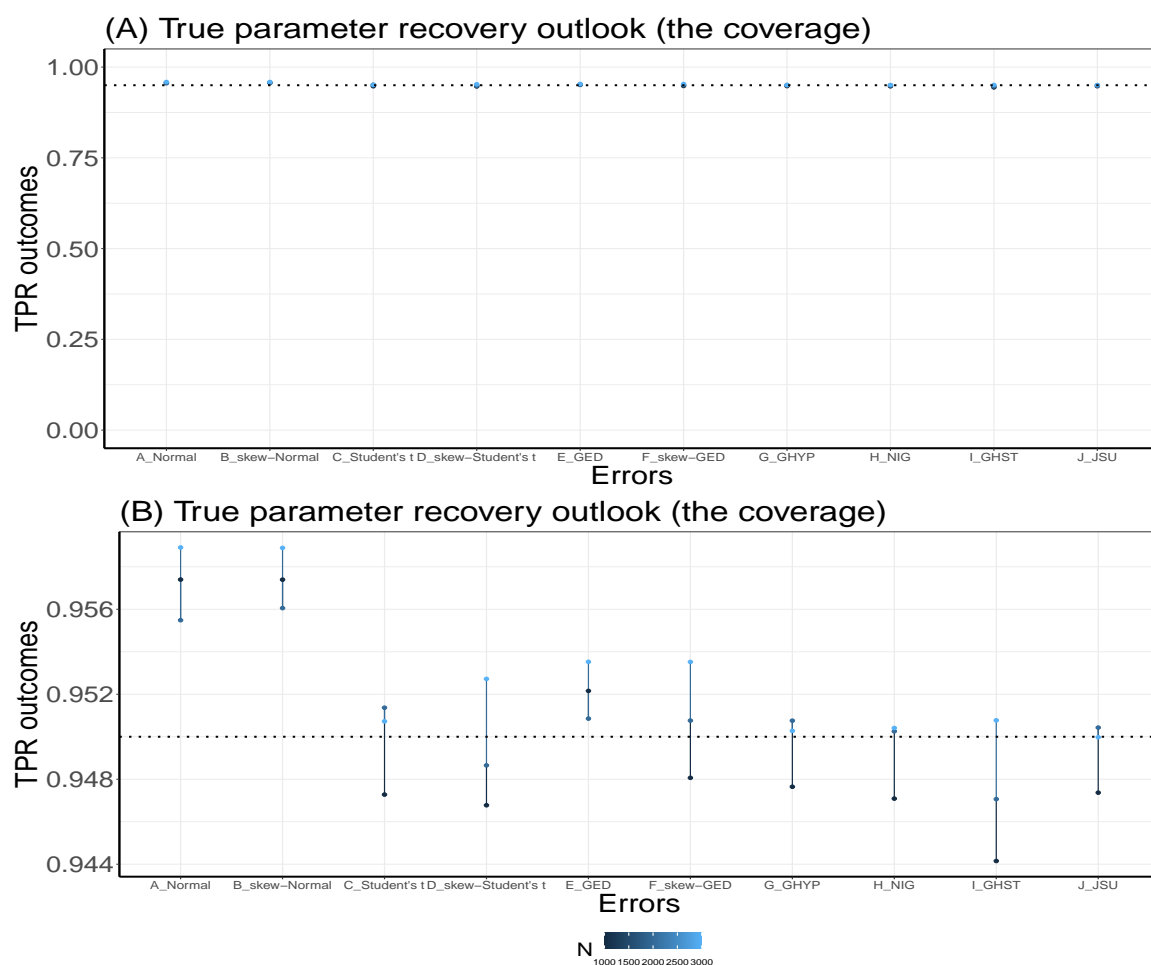 (A) True parameter recovery outlook (the coverage)
TPR outcomes
1.00
0.75
0.50
0.25
0.00
A_Normal B_skew−Normal C_Student's t D_skew−Student's t E_GED F_skew−GED G_GHYP H_NIG I_GHST J_JSU
Errors
(B) True parameter recovery outlook (the coverage)
TPR outcomes
0.956
0.952
0.948
0.944
A_Normal B_skew−Normal C_Student's t D_skew−Student's t E_GED F_skew−GED G_GHYP H_NIG I_GHST J_JSU
Errors
N
1000 1500 2000 2500 3000